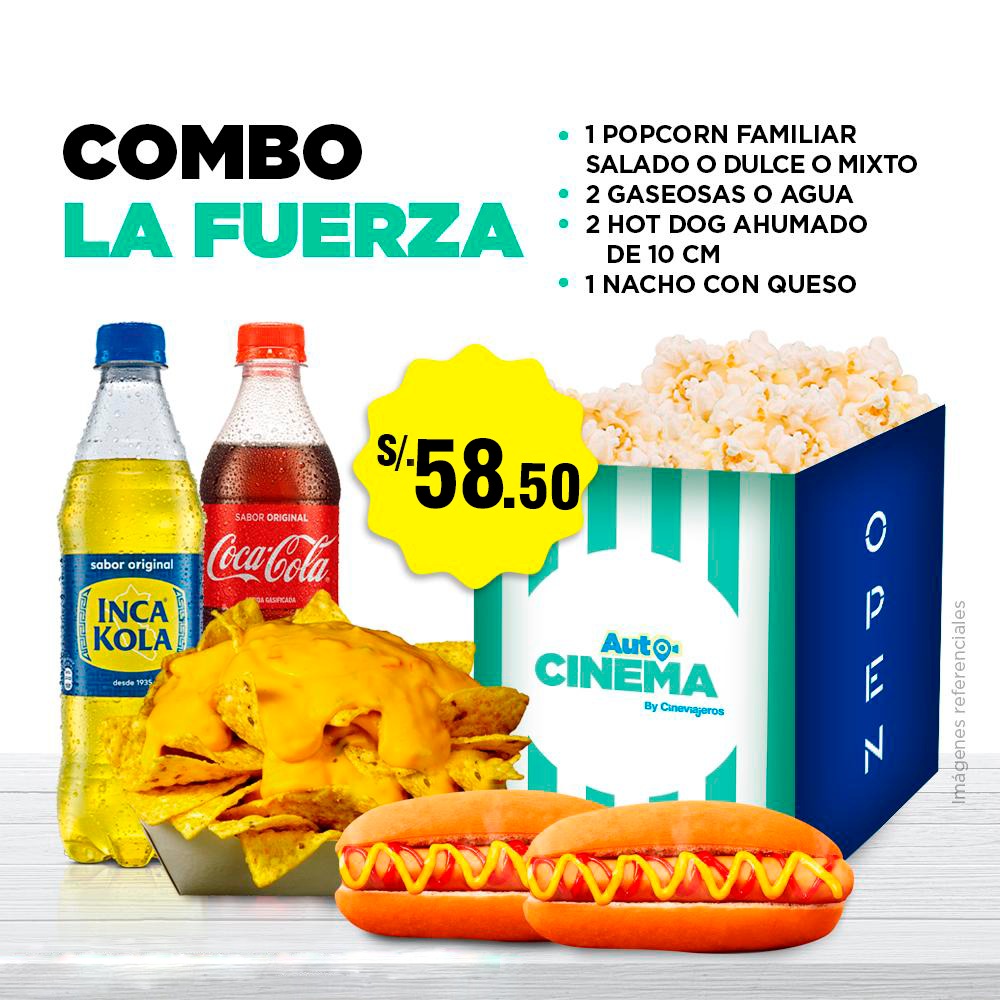 COMBO
LA FUERZA
• 1 POPCORN FAMILIAR
SALADO O DULCE O MIXTO
• 2 GASEOSAS O AGUA
• 2 HOT DOG AHUMADO
DE 10 CM
• 1 NACHO CON QUESO
S/.58.50
sabor original
INCA
KOLA
desde 1935
SABOR ORIGINAL
Coca-Cola
BIDA GASIFICADA
Auto
CINEMA
By Cineviajeros
OPEN
Imágenes referenciales